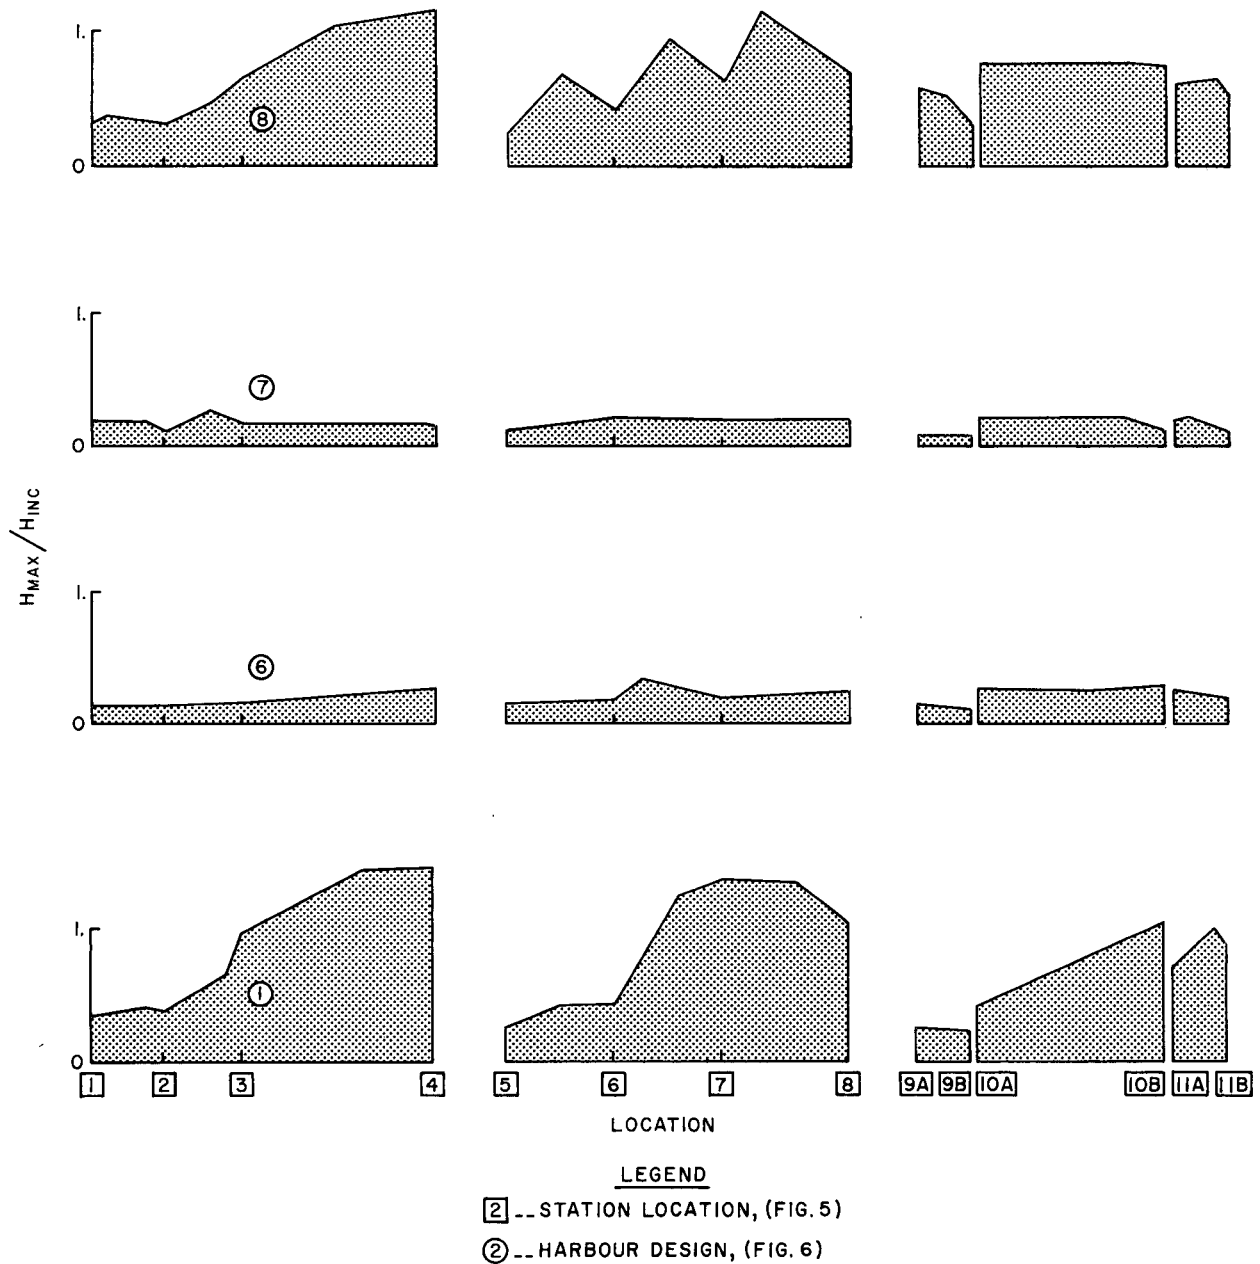 1.
8
0
1.
7
0
H MAX / H INC
1.
6
0
1.
1
0
1 2 3 4 5 6 7 8 9A 9B 10A 10B 11A 11B
LOCATION
LEGEND
2 -- STATION LOCATION, (FIG. 5)
2 -- HARBOUR DESIGN, (FIG. 6)